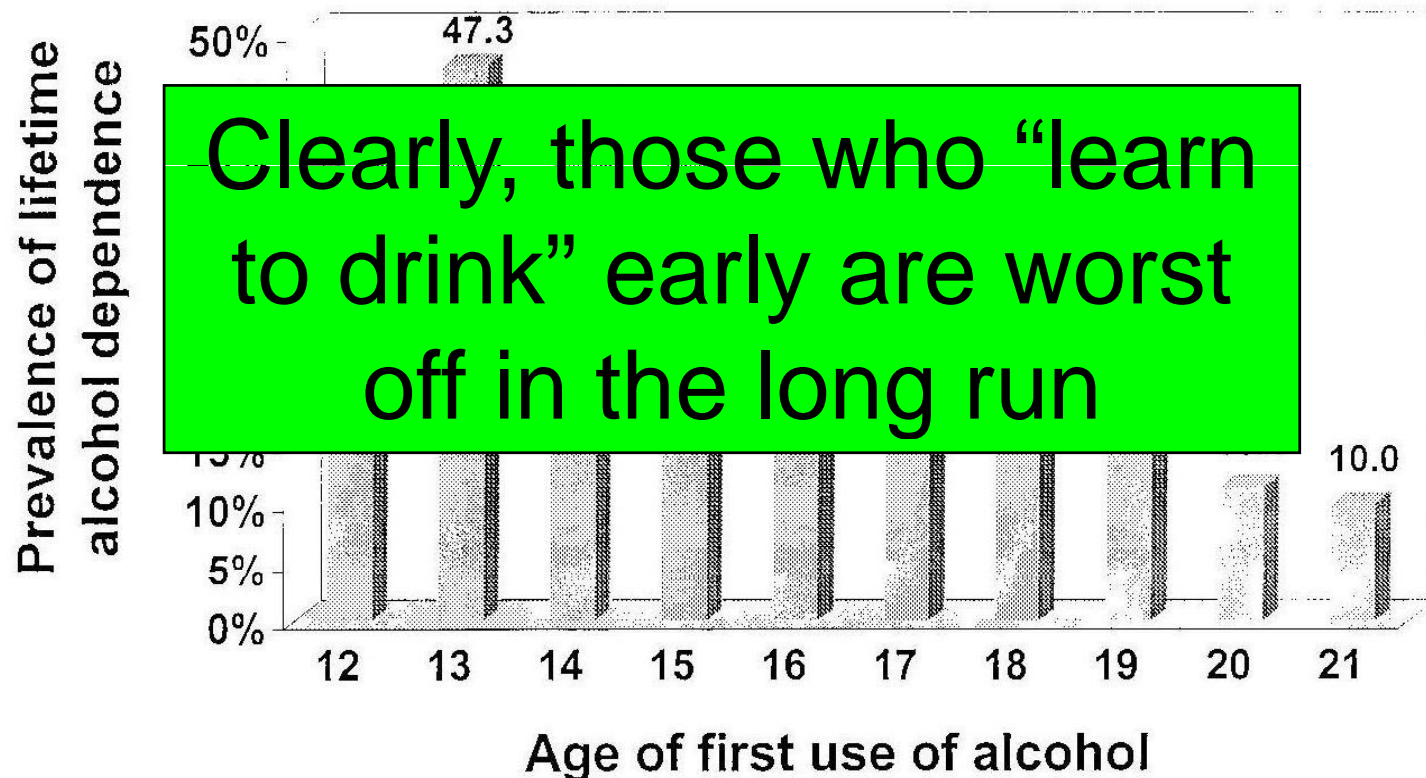 Prevalence of lifetime
alcohol dependence
50%
47.3
Clearly, those who “learn
to drink” early are worst
off in the long run
10.0
10%
5%
0%
12 13 14 15 16 17 18 19 20 21
Age of first use of alcohol